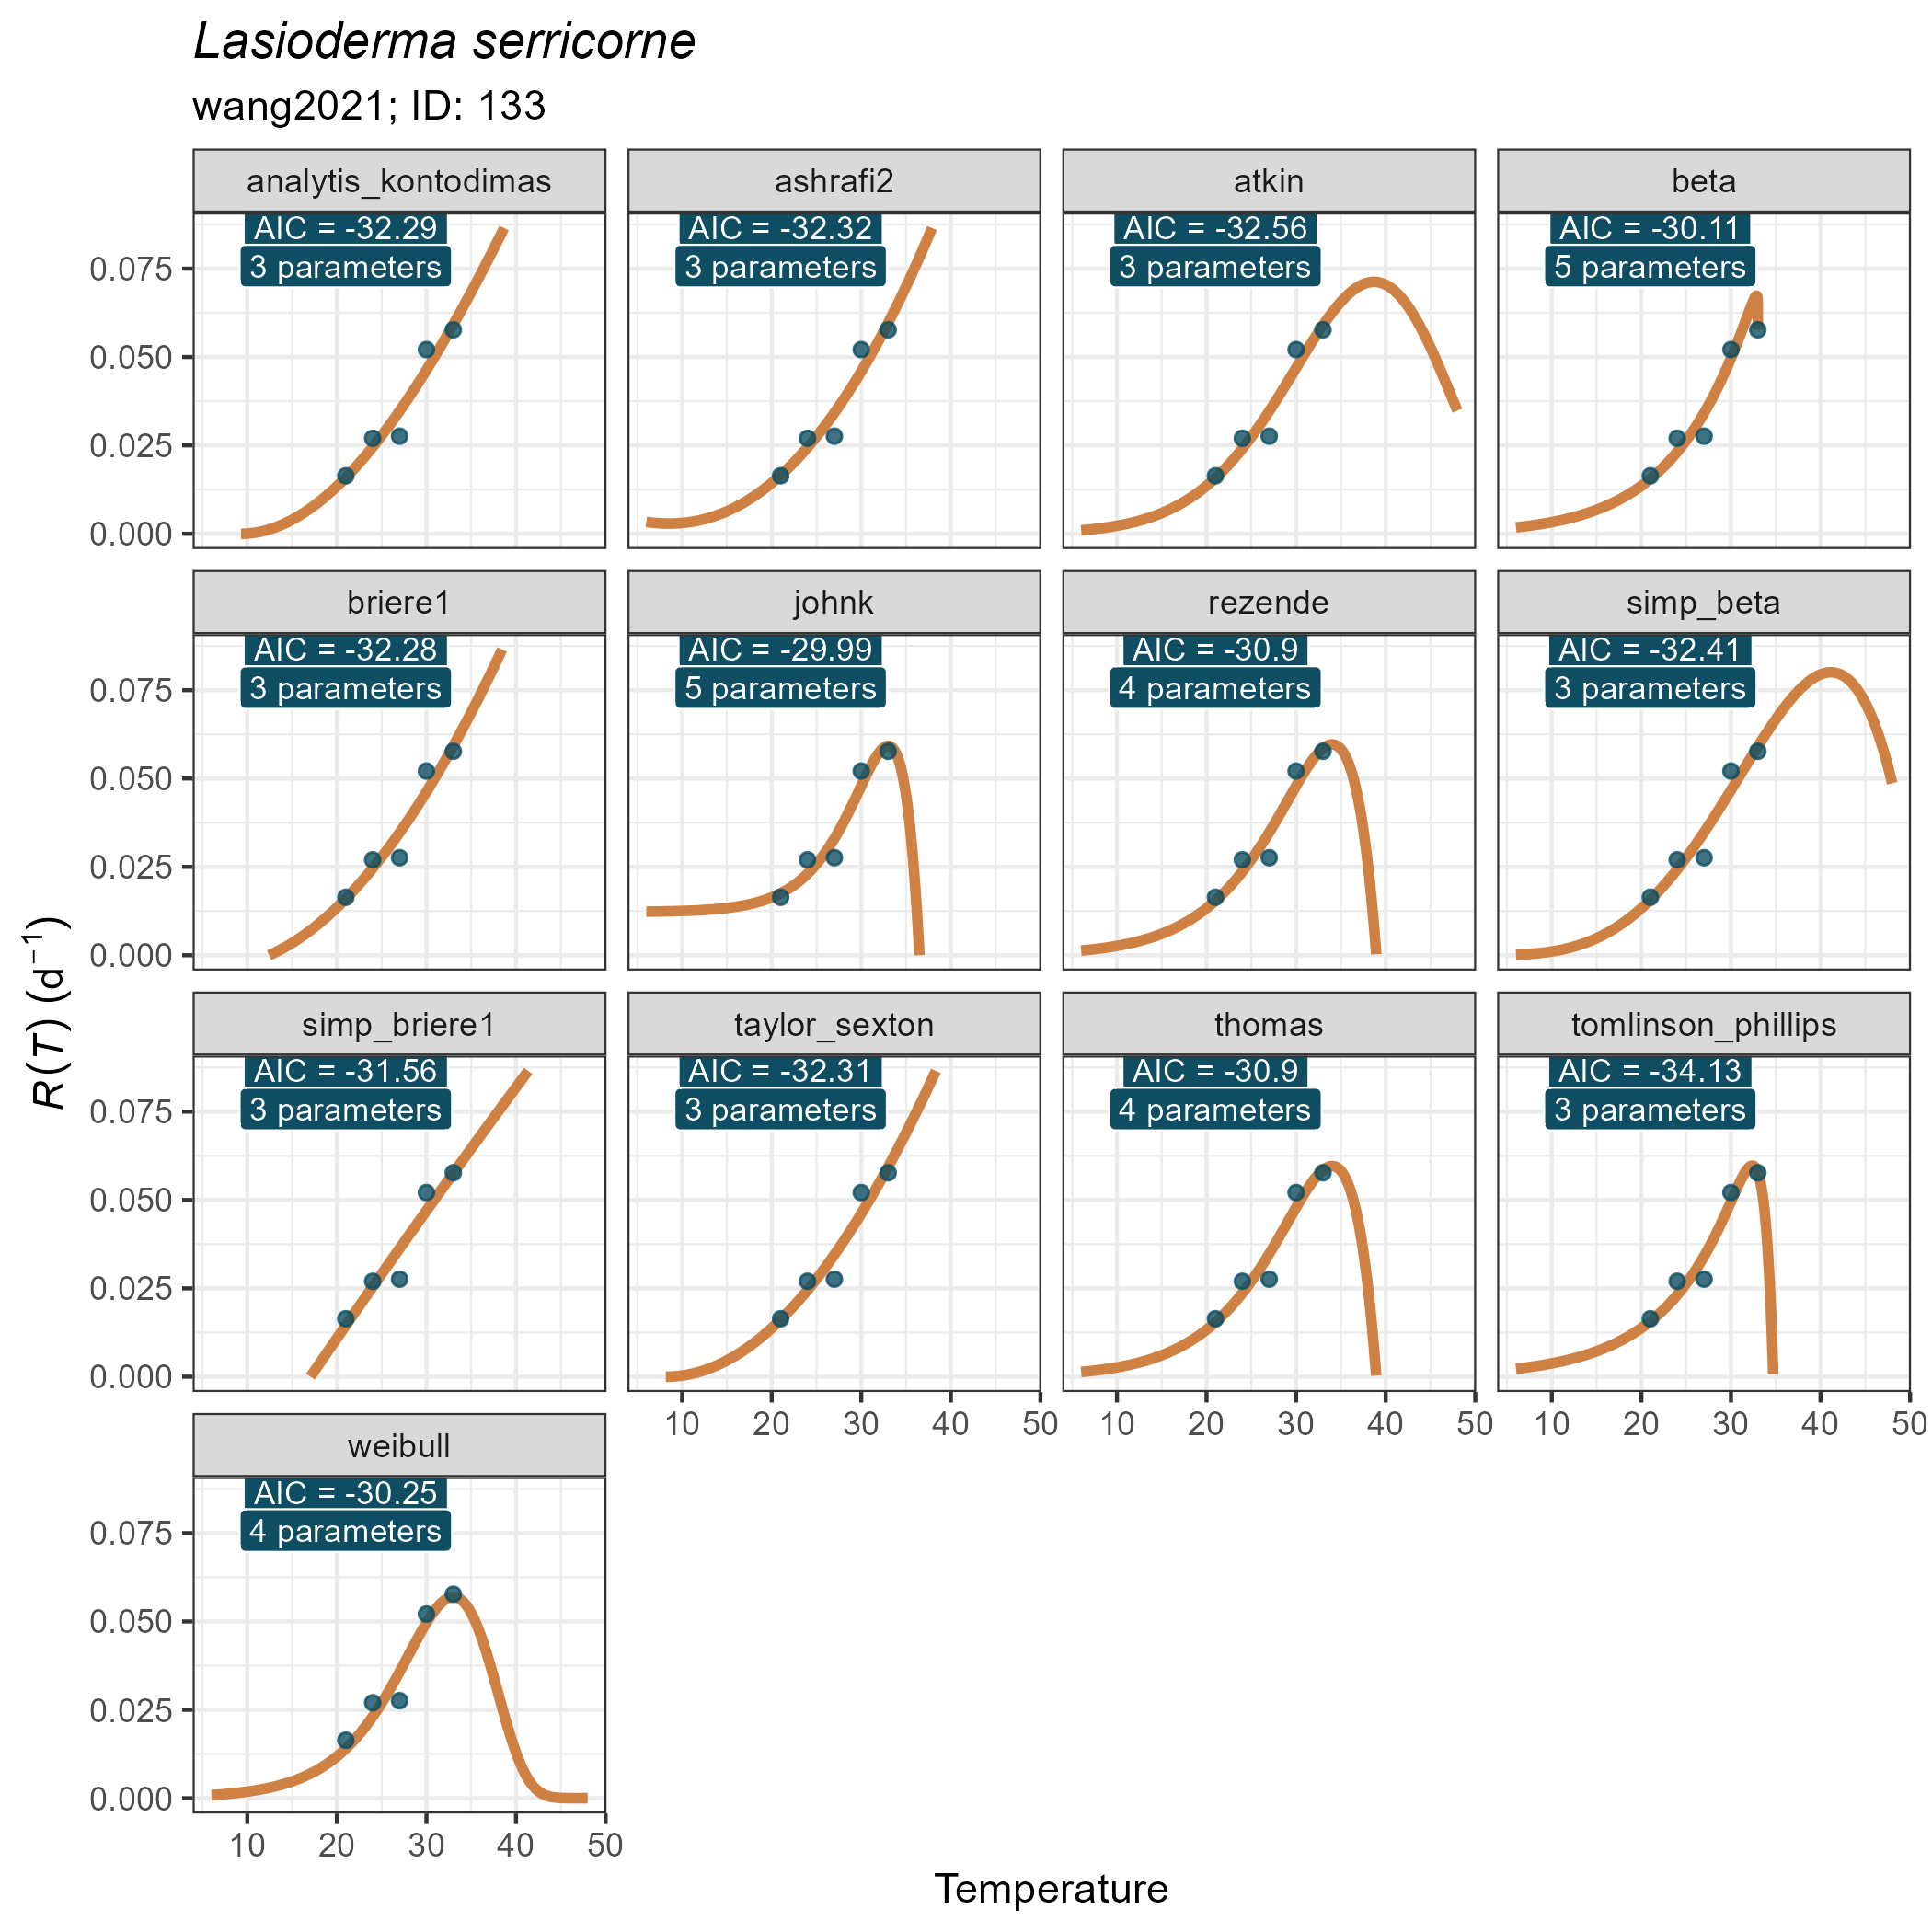 Lasioderma serricorne
wang2021; ID: 133
analytis_kontodimas
ashrafi2
atkin
beta
AIC = -32.29
3 parameters
AIC = -32.32
3 parameters
AIC = -32.56
3 parameters
AIC = -30.11
5 parameters
0.075
0.050
0.025
0.000
briere1
johnk
rezende
simp_beta
AIC = -32.28
3 parameters
AIC = -29.99
5 parameters
AIC = -30.9
4 parameters
AIC = -32.41
3 parameters
0.075
0.050
0.025
0.000
simp_briere1
taylor_sexton
thomas
tomlinson_phillips
AIC = -31.56
3 parameters
AIC = -32.31
3 parameters
AIC = -30.9
4 parameters
AIC = -34.13
3 parameters
0.075
0.050
0.025
0.000
10 20 30 40 50
10 20 30 40 50
10 20 30 40 50
weibull
AIC = -30.25
4 parameters
0.075
0.050
0.025
0.000
10 20 30 40 50
R(T) (d⁻¹)
Temperature